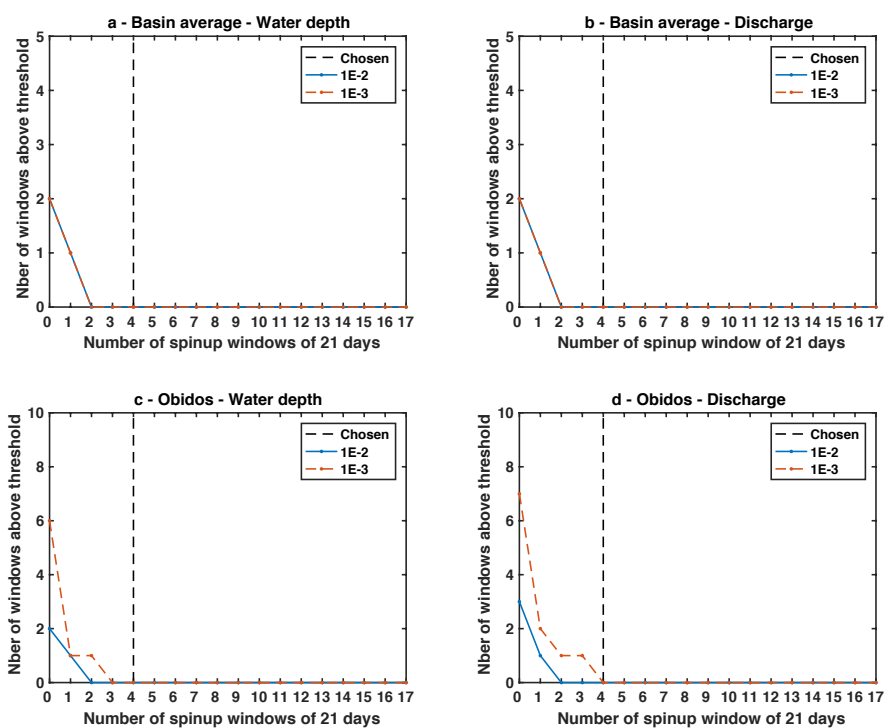 a - Basin average - Water depth
Nber of windows above threshold
5
4
3
2
1
0
Chosen
1E-2
1E-3
0 1 2 3 4 5 6 7 8 9 10 11 12 13 14 15 16 17
Number of spinup windows of 21 days
b - Basin average - Discharge
Nber of windows above threshold
5
4
3
2
1
0
Chosen
1E-2
1E-3
0 1 2 3 4 5 6 7 8 9 10 11 12 13 14 15 16 17
Number of spinup window of 21 days
c - Obidos - Water depth
Nber of windows above threshold
10
8
6
4
2
0
Chosen
1E-2
1E-3
0 1 2 3 4 5 6 7 8 9 10 11 12 13 14 15 16 17
Number of spinup windows of 21 days
d - Obidos - Discharge
Nber of windows above threshold
10
8
6
4
2
0
Chosen
1E-2
1E-3
0 1 2 3 4 5 6 7 8 9 10 11 12 13 14 15 16 17
Number of spinup window of 21 days